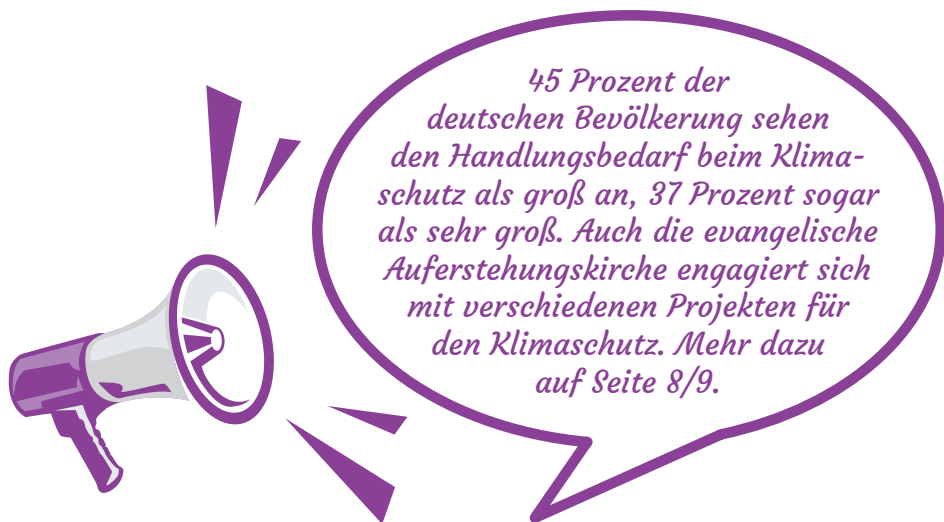 45 Prozent der
deutschen Bevölkerung sehen
den Handlungsbedarf beim Klima-
schutz als groß an, 37 Prozent sogar
als sehr groß. Auch die evangelische
Auferstehungskirche engagiert sich
mit verschiedenen Projekten für
den Klimaschutz. Mehr dazu
auf Seite 8/9.